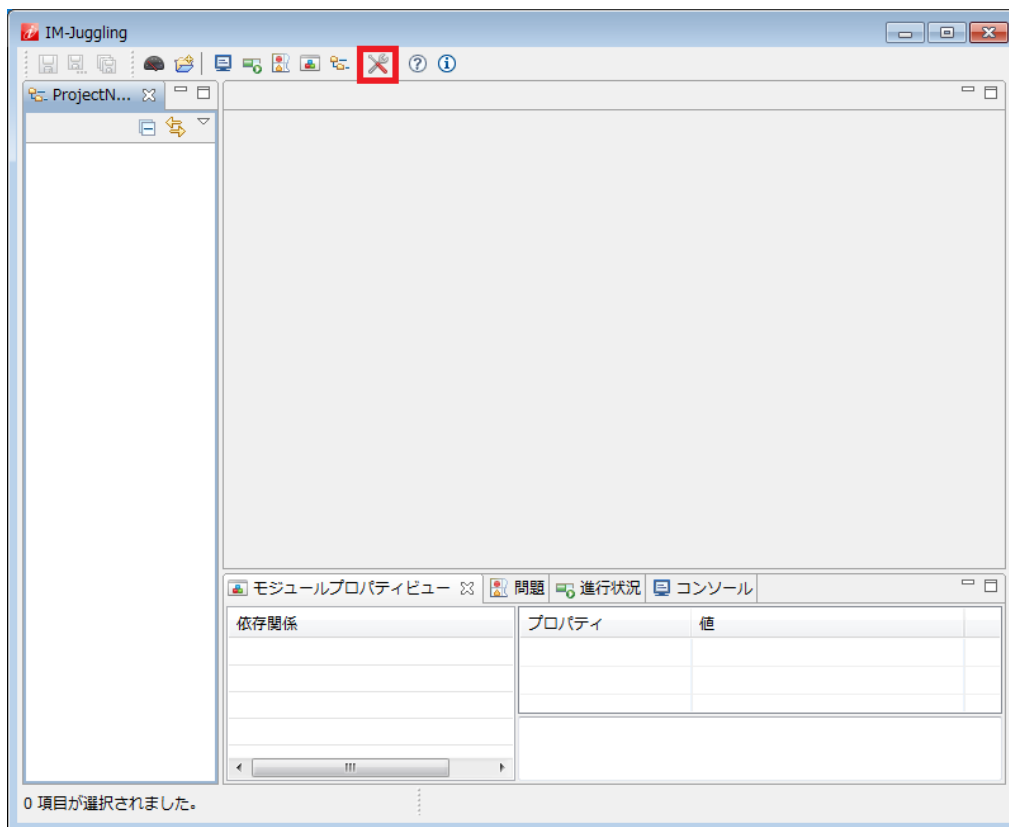 IM-Juggling
ProjectN...
モジュールプロパティビュー 問題 進行状況 コンソール
依存関係 プロパティ 値
0 項目が選択されました。